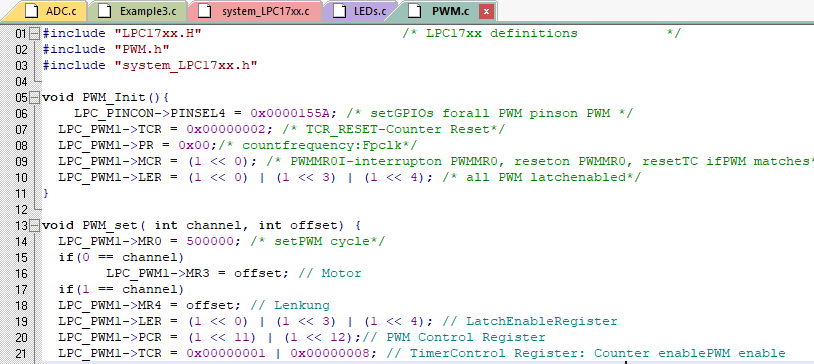 ADC.c Example3.c system_LPC17xx.c LEDs.c PWM.c
01 #include "LPC17xx.H" /* LPC17xx definitions */
02 #include "PWM.h"
03 #include "system_LPC17xx.h"
04
05 void PWM_Init(){
06 LPC_PINCON->PINSEL4 = 0x0000155A; /* setGPIOs forall PWM pinson PWM */
07 LPC_PWM1->TCR = 0x00000002; /* TCR_RESET-Counter Reset*/
08 LPC_PWM1->PR = 0x00;/* countfrequency:Fpclk*/
09 LPC_PWM1->MCR = (1 << 0); /* PWMMR0I-interrupton PWMMR0, reseton PWMMR0, resetTC ifPWM matches*
10 LPC_PWM1->LER = (1 << 0) | (1 << 3) | (1 << 4); /* all PWM latchenabled*/
11 }
12
13 void PWM_set( int channel, int offset) {
14 LPC_PWM1->MR0 = 500000; /* setPWM cycle*/
15 if(0 == channel)
16 LPC_PWM1->MR3 = offset; // Motor
17 if(1 == channel)
18 LPC_PWM1->MR4 = offset; // Lenkung
19 LPC_PWM1->LER = (1 << 0) | (1 << 3) | (1 << 4); // LatchEnableRegister
20 LPC_PWM1->PCR = (1 << 11) | (1 << 12);// PWM Control Register
21 LPC_PWM1->TCR = 0x00000001 | 0x00000008; // TimerControl Register: Counter enablePWM enable